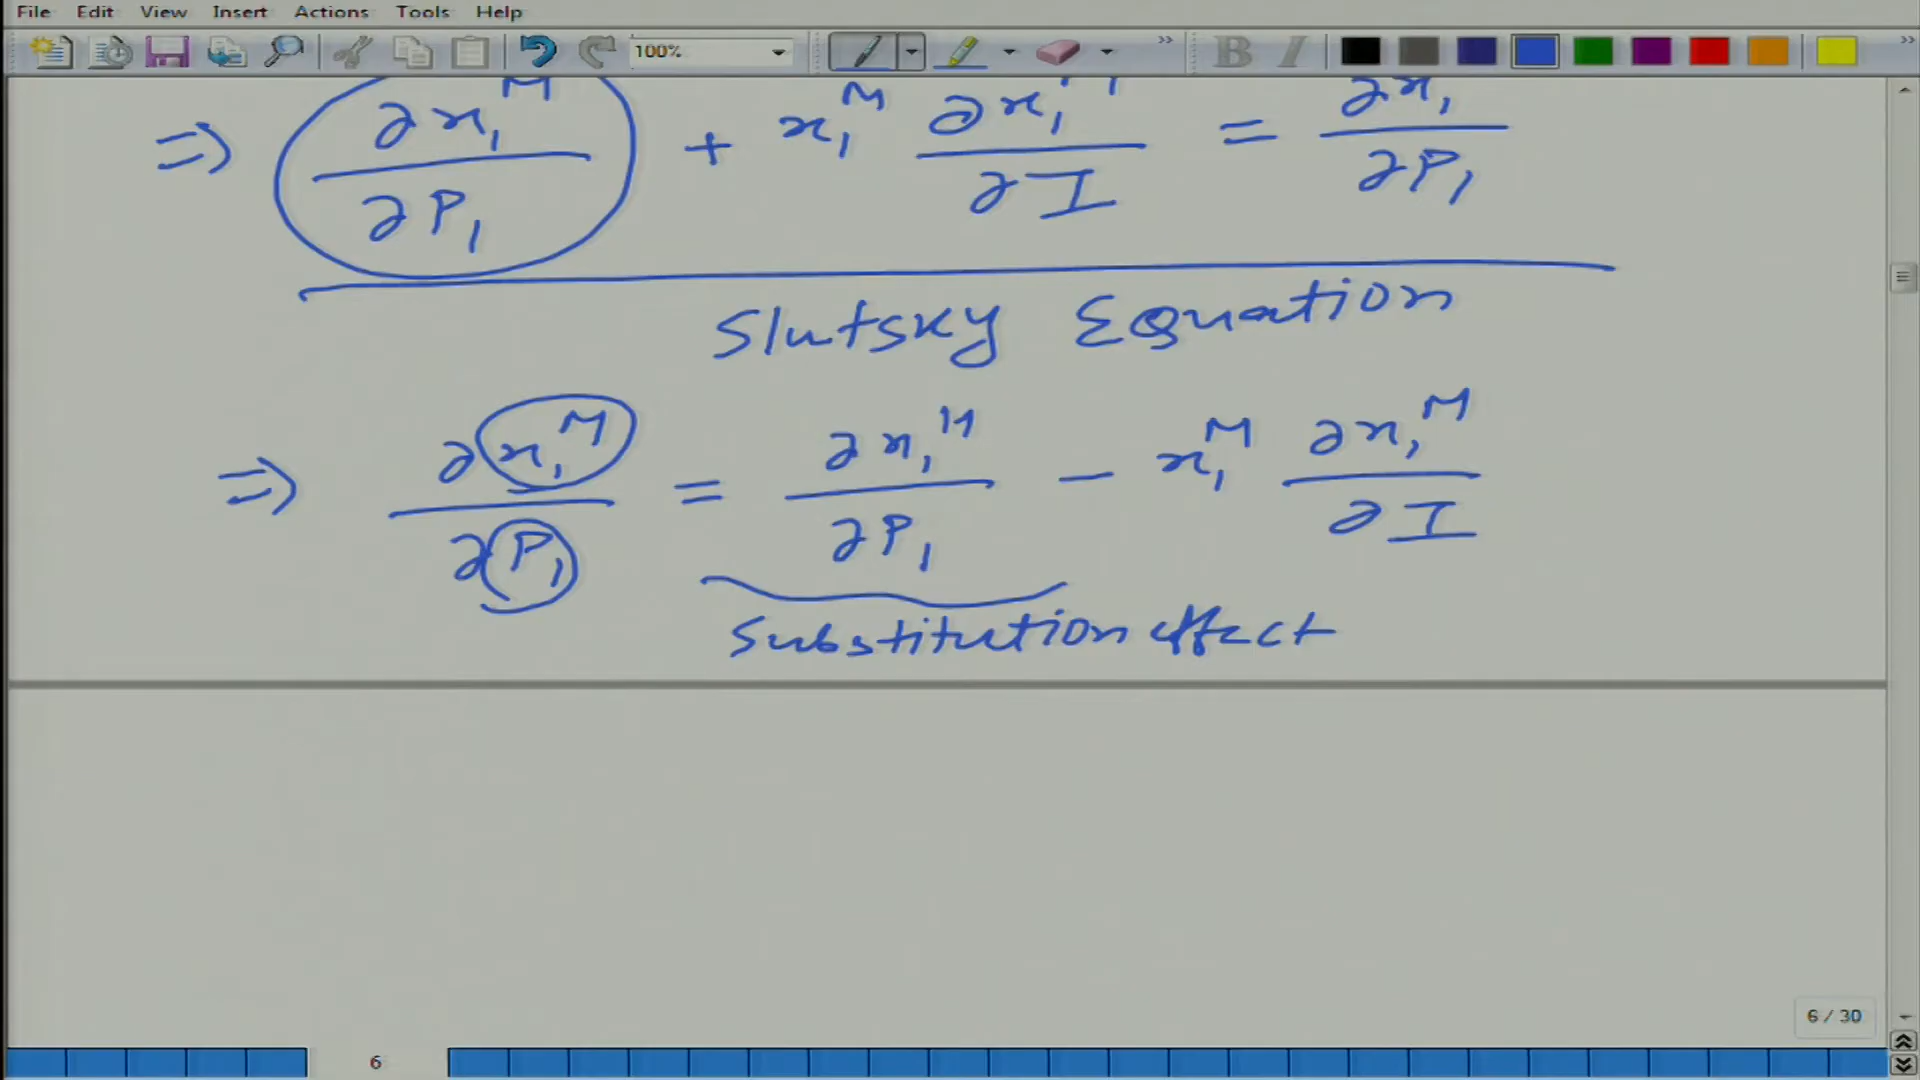 File Edit View Insert Actions Tools Help
100%
B I
⇒ ∂x₁ᴹ/∂P₁ + x₁ᴹ ∂x₁/∂I = ∂x₁/∂P₁
Slutsky Equation
⇒ ∂x₁ᴹ/∂P₁ = ∂x₁ᴴ/∂P₁ − x₁ᴹ ∂x₁ᴹ/∂I
Substitution effect
6 / 30
6